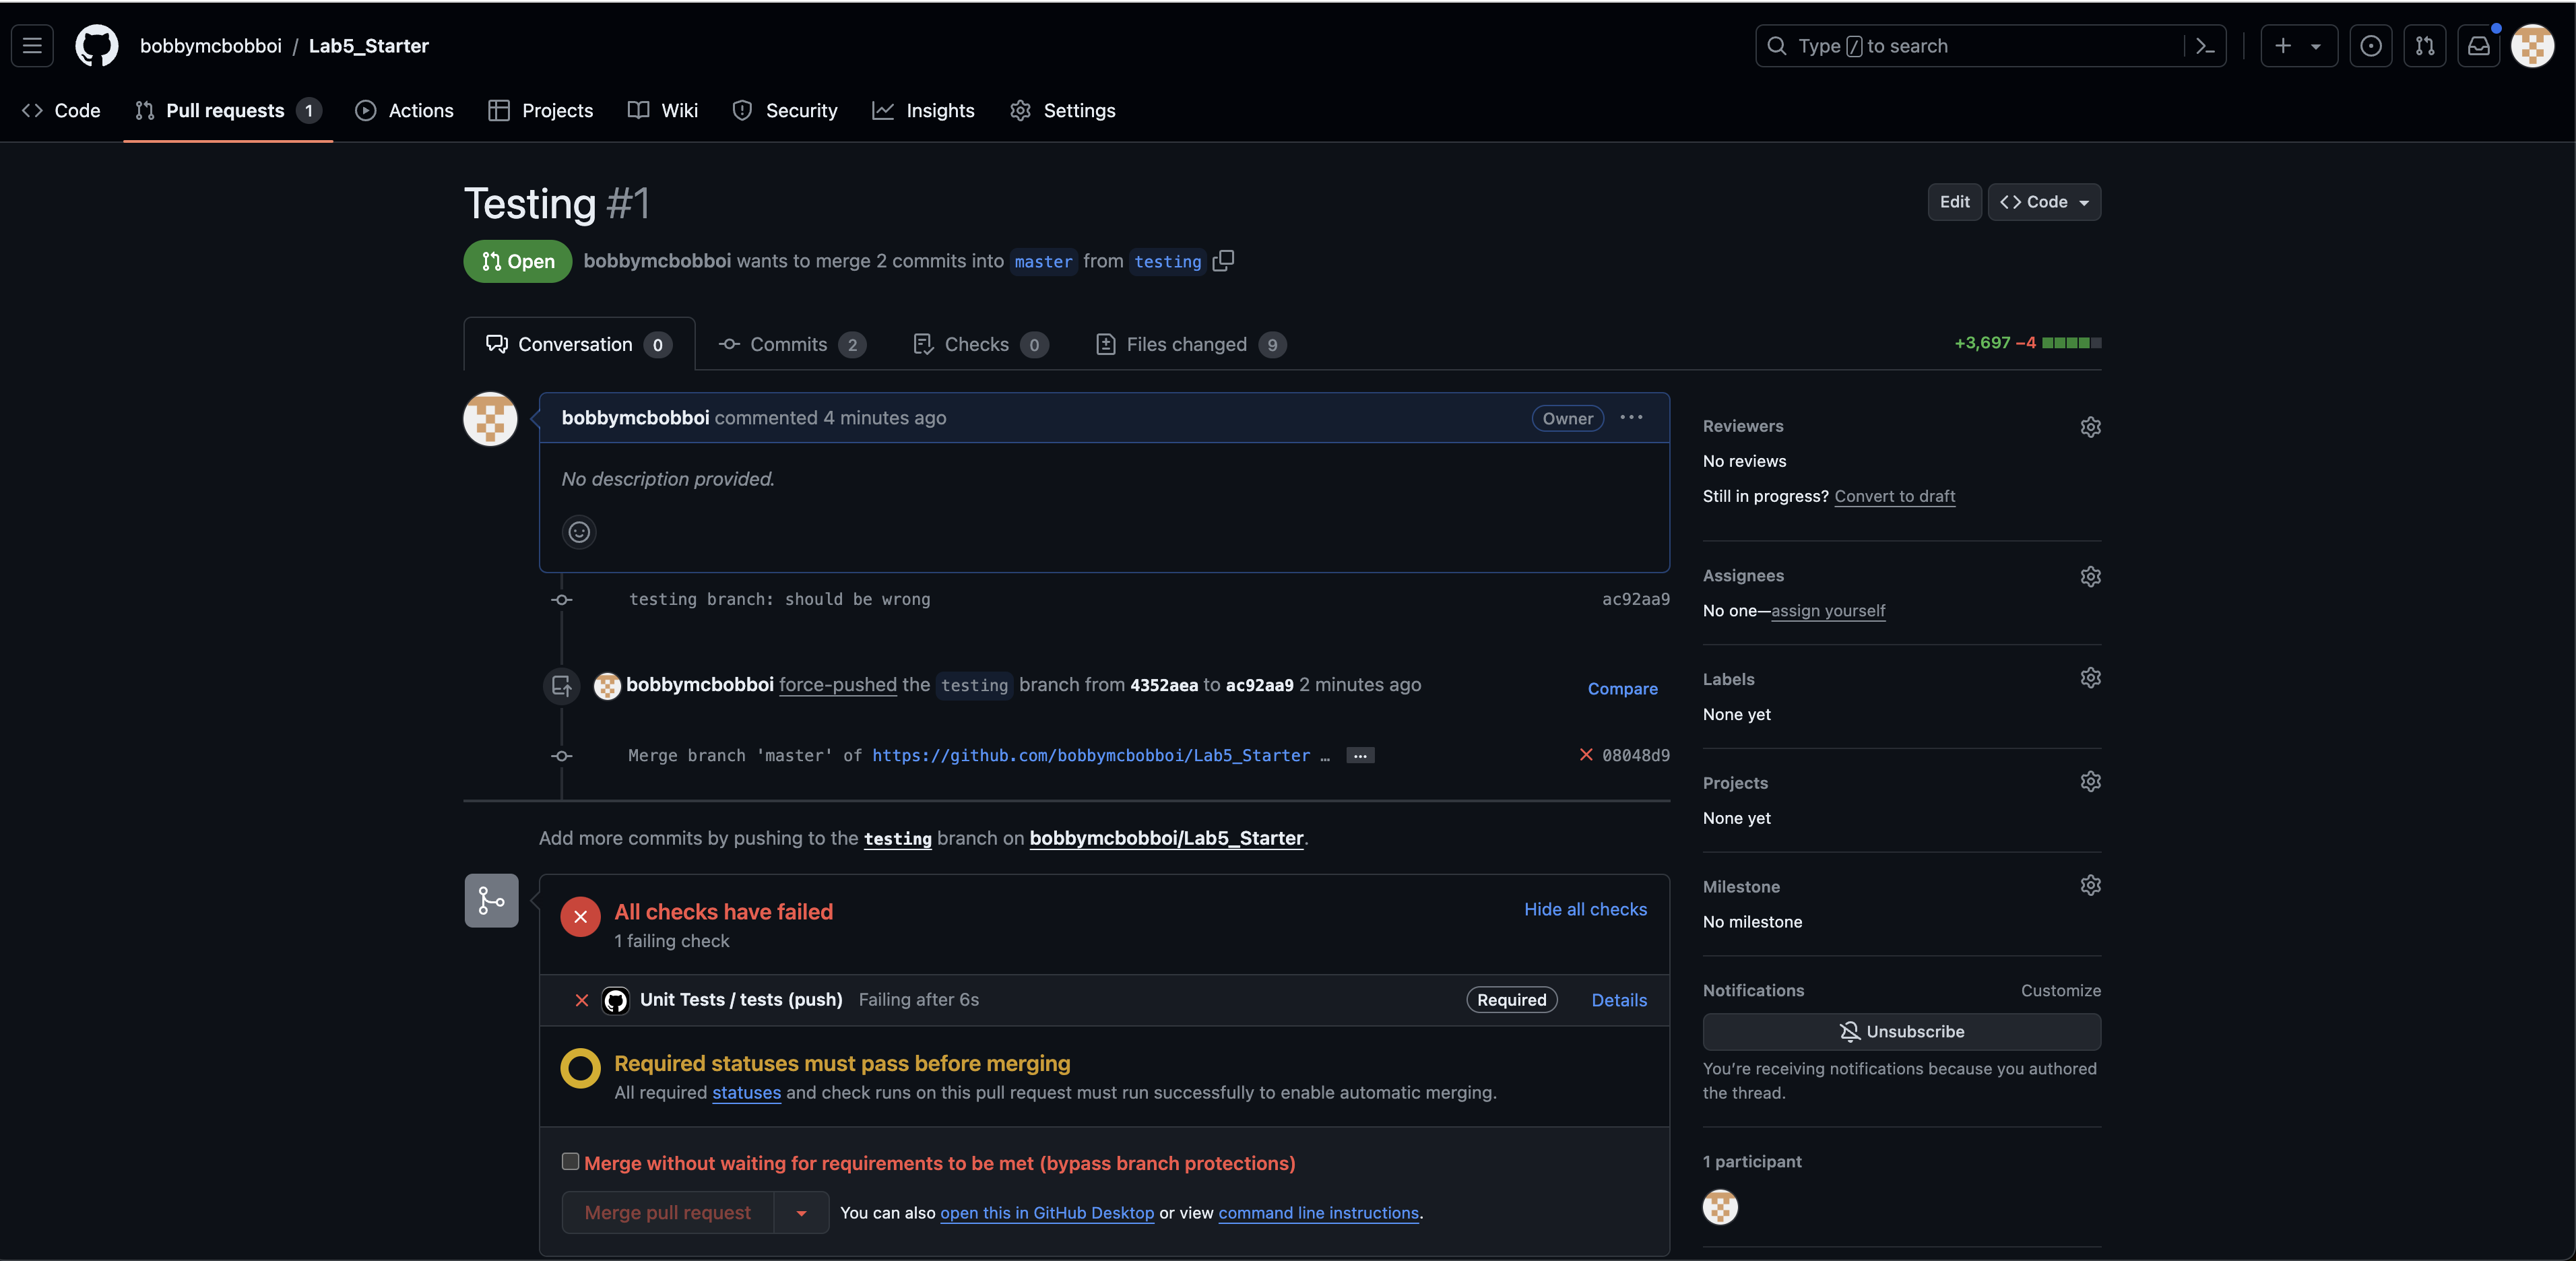 bobbymcbobboi / Lab5_Starter
Type / to search
Code
Pull requests 1
Actions
Projects
Wiki
Security
Insights
Settings
Testing #1
Edit
Code
Open
bobbymcbobboi wants to merge 2 commits into master from testing
Conversation 0
Commits 2
Checks 0
Files changed 9
+3,697 −4
bobbymcbobboi commented 4 minutes ago
Owner
No description provided.
testing branch: should be wrong
ac92aa9
bobbymcbobboi force-pushed the testing branch from 4352aea to ac92aa9 2 minutes ago
Compare
Merge branch 'master' of https://github.com/bobbymcbobboi/Lab5_Starter …
08048d9
Add more commits by pushing to the testing branch on bobbymcbobboi/Lab5_Starter.
All checks have failed
Hide all checks
1 failing check
Unit Tests / tests (push) Failing after 6s
Required
Details
Required statuses must pass before merging
All required statuses and check runs on this pull request must run successfully to enable automatic merging.
Merge without waiting for requirements to be met (bypass branch protections)
Merge pull request
You can also open this in GitHub Desktop or view command line instructions.
Reviewers
No reviews
Still in progress? Convert to draft
Assignees
No one—assign yourself
Labels
None yet
Projects
None yet
Milestone
No milestone
Notifications
Customize
Unsubscribe
You're receiving notifications because you authored
the thread.
1 participant